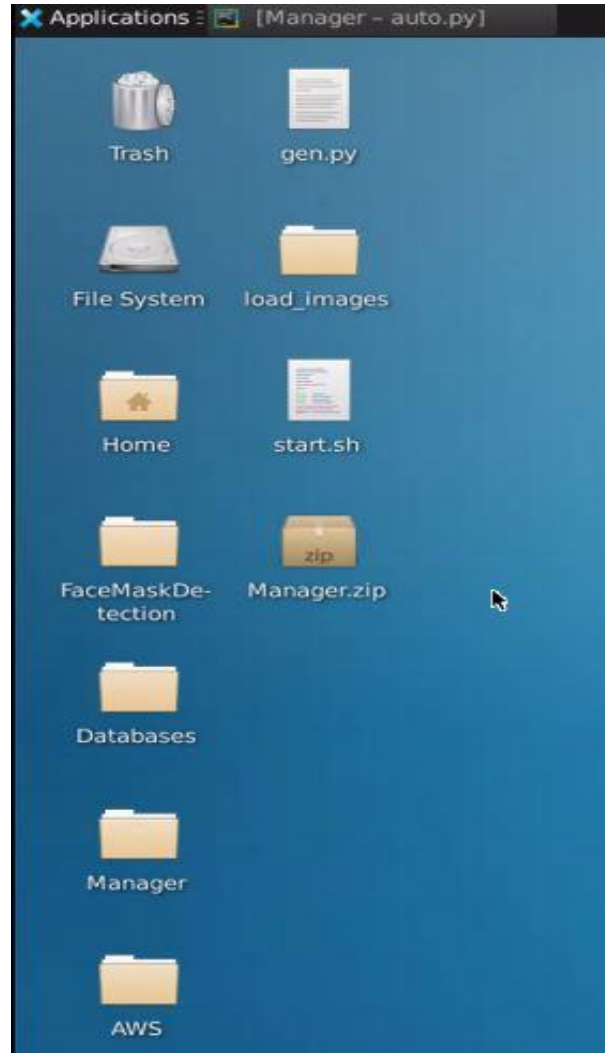 Applications [Manager – auto.py]
Trash
gen.py
File System
load_images
Home
start.sh
FaceMaskDe-
tection
zip
Manager.zip
Databases
Manager
AWS